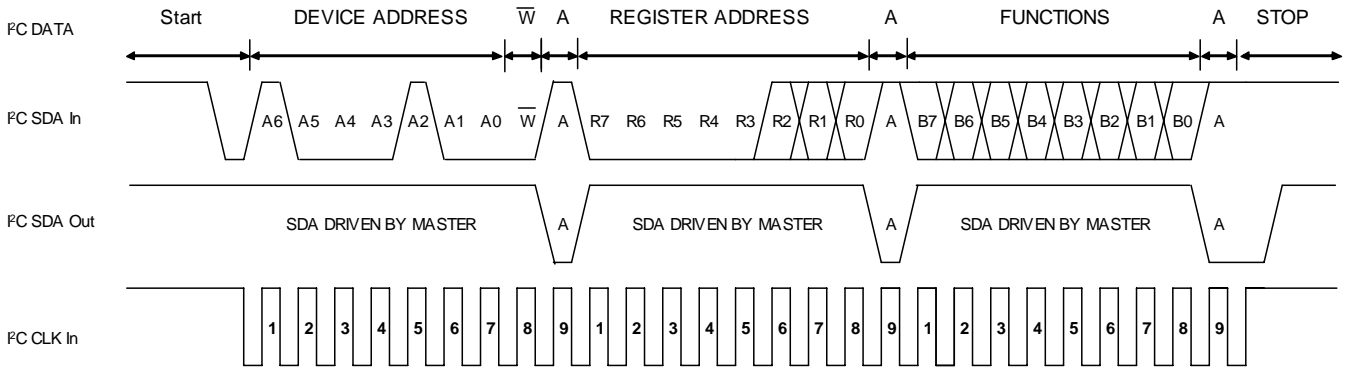 I²C DATA Start DEVICE ADDRESS W̅ A REGISTER ADDRESS A FUNCTIONS A STOP
I²C SDA In A6 A5 A4 A3 A2 A1 A0 W̅ A R7 R6 R5 R4 R3 R2 R1 R0 A B7 B6 B5 B4 B3 B2 B1 B0 A
I²C SDA Out SDA DRIVEN BY MASTER A SDA DRIVEN BY MASTER A SDA DRIVEN BY MASTER A
I²C CLK In 1 2 3 4 5 6 7 8 9 1 2 3 4 5 6 7 8 9 1 2 3 4 5 6 7 8 9